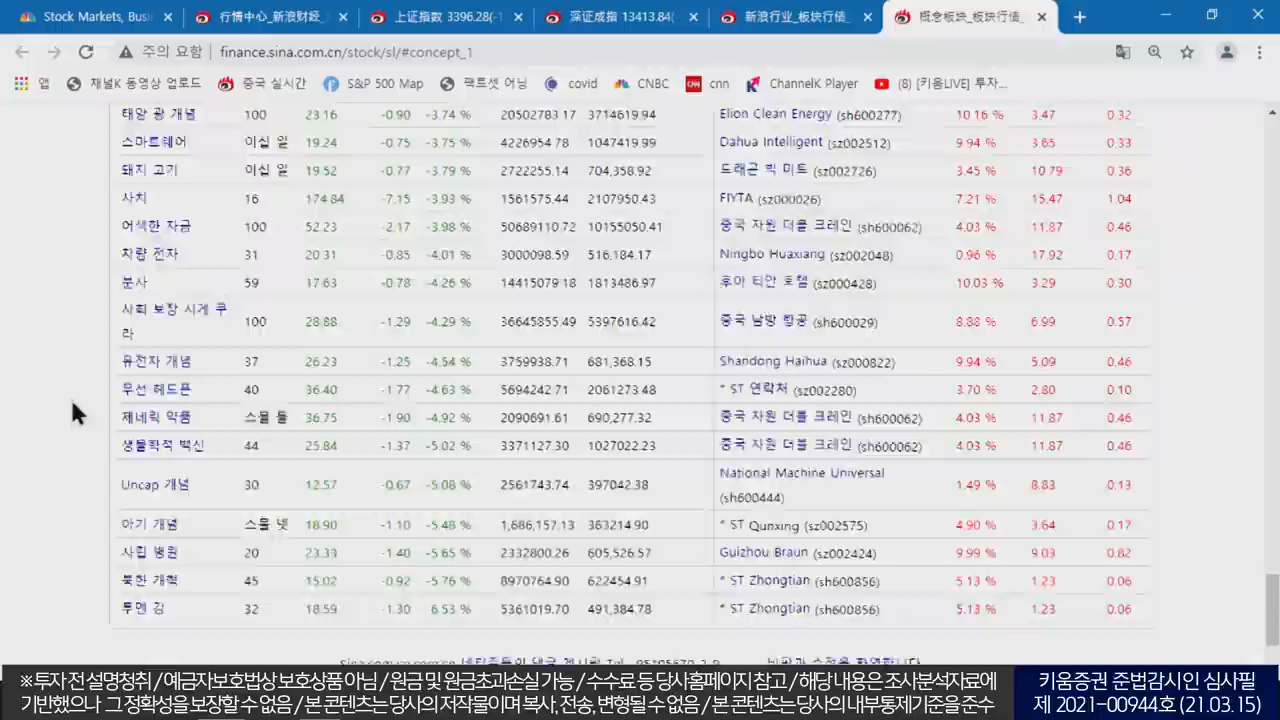 Stock Markets, Busi
行情中心_新浪财经_
上证指数 3396.28(-1
深证成指 13413.84(
新浪行业_板块行情_
概念板块_板块行情_
주의 요함 | finance.sina.com.cn/stock/sl/#concept_1
앱 채널K 동영상 업로드 중국 실시간 S&P 500 Map 팩트셋 어닝 covid CNBC cnn ChannelK Player (8) [키움LIVE] 투자...
태양 광 개념 100 23.16 -0.90 -3.74 % 20502783.17 3714619.94 Elion Clean Energy (sh600277) 10.16 % 3.47 0.32
스마트웨어 이십 일 19.24 -0.75 -3.75 % 4226954.78 1047419.99 Dahua Intelligent (sz002512) 9.94 % 3.65 0.33
돼지 고기 이십 일 19.52 -0.77 -3.79 % 2722255.14 704,358.92 드래곤 빅 미트 (sz002726) 3.45 % 10.79 0.36
사치 16 174.84 -7.15 -3.93 % 1561575.44 2107950.43 FIYTA (sz000026) 7.21 % 15.47 1.04
어색한 자금 100 52.23 -2.17 -3.98 % 50689110.72 10155050.41 중국 자원 더블 크레인 (sh600062) 4.03 % 11.87 0.46
차량 전자 31 20.31 -0.85 -4.01 % 3000098.59 516,184.17 Ningbo Huaxiang (sz002048) 0.96 % 17.92 0.17
분사 59 17.63 -0.78 -4.26 % 14415079.18 1813486.97 후아 티안 호텔 (sz000428) 10.03 % 3.29 0.30
사회 보장 시게 쿠
라 100 28.88 -1.29 -4.29 % 36645855.49 5397616.42 중국 남방 항공 (sh600029) 8.88 % 6.99 0.57
유전자 개념 37 26.23 -1.25 -4.54 % 3759938.71 681,368.15 Shandong Haihua (sz000822) 9.94 % 5.09 0.46
무선 헤드폰 40 36.40 -1.77 -4.63 % 5694242.71 2061273.48 * ST 연락처 (sz002280) 3.70 % 2.80 0.10
제네릭 약품 스물 둘 36.75 -1.90 -4.92 % 2090691.61 690,277.32 중국 자원 더블 크레인 (sh600062) 4.03 % 11.87 0.46
생물학적 백신 44 25.84 -1.37 -5.02 % 3371127.30 1027022.23 중국 자원 더블 크레인 (sh600062) 4.03 % 11.87 0.46
Uncap 개념 30 12.57 -0.67 -5.08 % 2561743.74 397042.38 National Machine Universal
(sh600444) 1.49 % 8.83 0.13
아기 개념 스물 넷 18.90 -1.10 -5.48 % 1,686,157.13 363214.90 * ST Qunxing (sz002575) 4.90 % 3.64 0.17
사립 병원 20 23.33 -1.40 -5.65 % 2332800.26 605,526.57 Guizhou Braun (sz002424) 9.99 % 9.03 0.82
북한 개혁 45 15.02 -0.92 -5.76 % 8970764.90 622454.91 * ST Zhongtian (sh600856) 5.13 % 1.23 0.06
투멘 강 32 18.59 -1.30 6.53 % 5361019.70 491,384.78 * ST Zhongtian (sh600856) 5.13 % 1.23 0.06
※ 투자 전 설명청취 / 예금자보호법상 보호상품 아님 / 원금 및 원금초과손실 가능 / 수수료 등 당사홈페이지 참고 / 해당 내용은 조사분석자료에
기반했으나 그 정확성을 보장할 수 없음 / 본 콘텐츠는 당사의 저작물이며 복사, 전송, 변형될 수 없음 / 본 콘텐츠는 당사의 내부통제기준을 준수
키움증권 준법감시인 심사필
제 2021-00944호 (21.03.15)